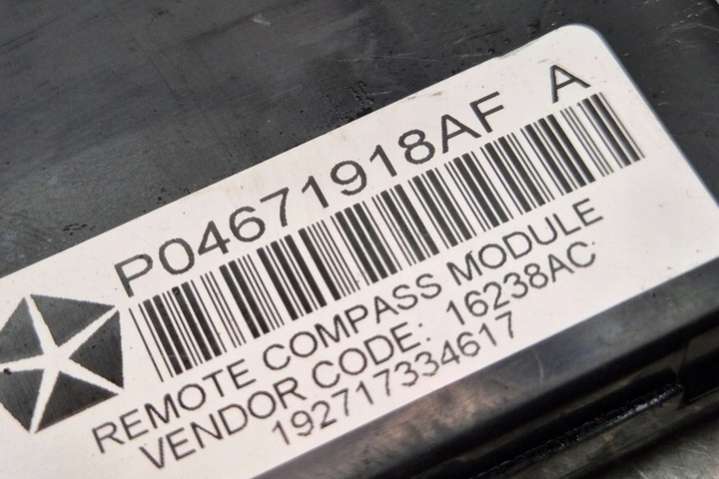 P04671918AF A
REMOTE COMPASS MODULE
VENDOR CODE: 16238AC
192717334617